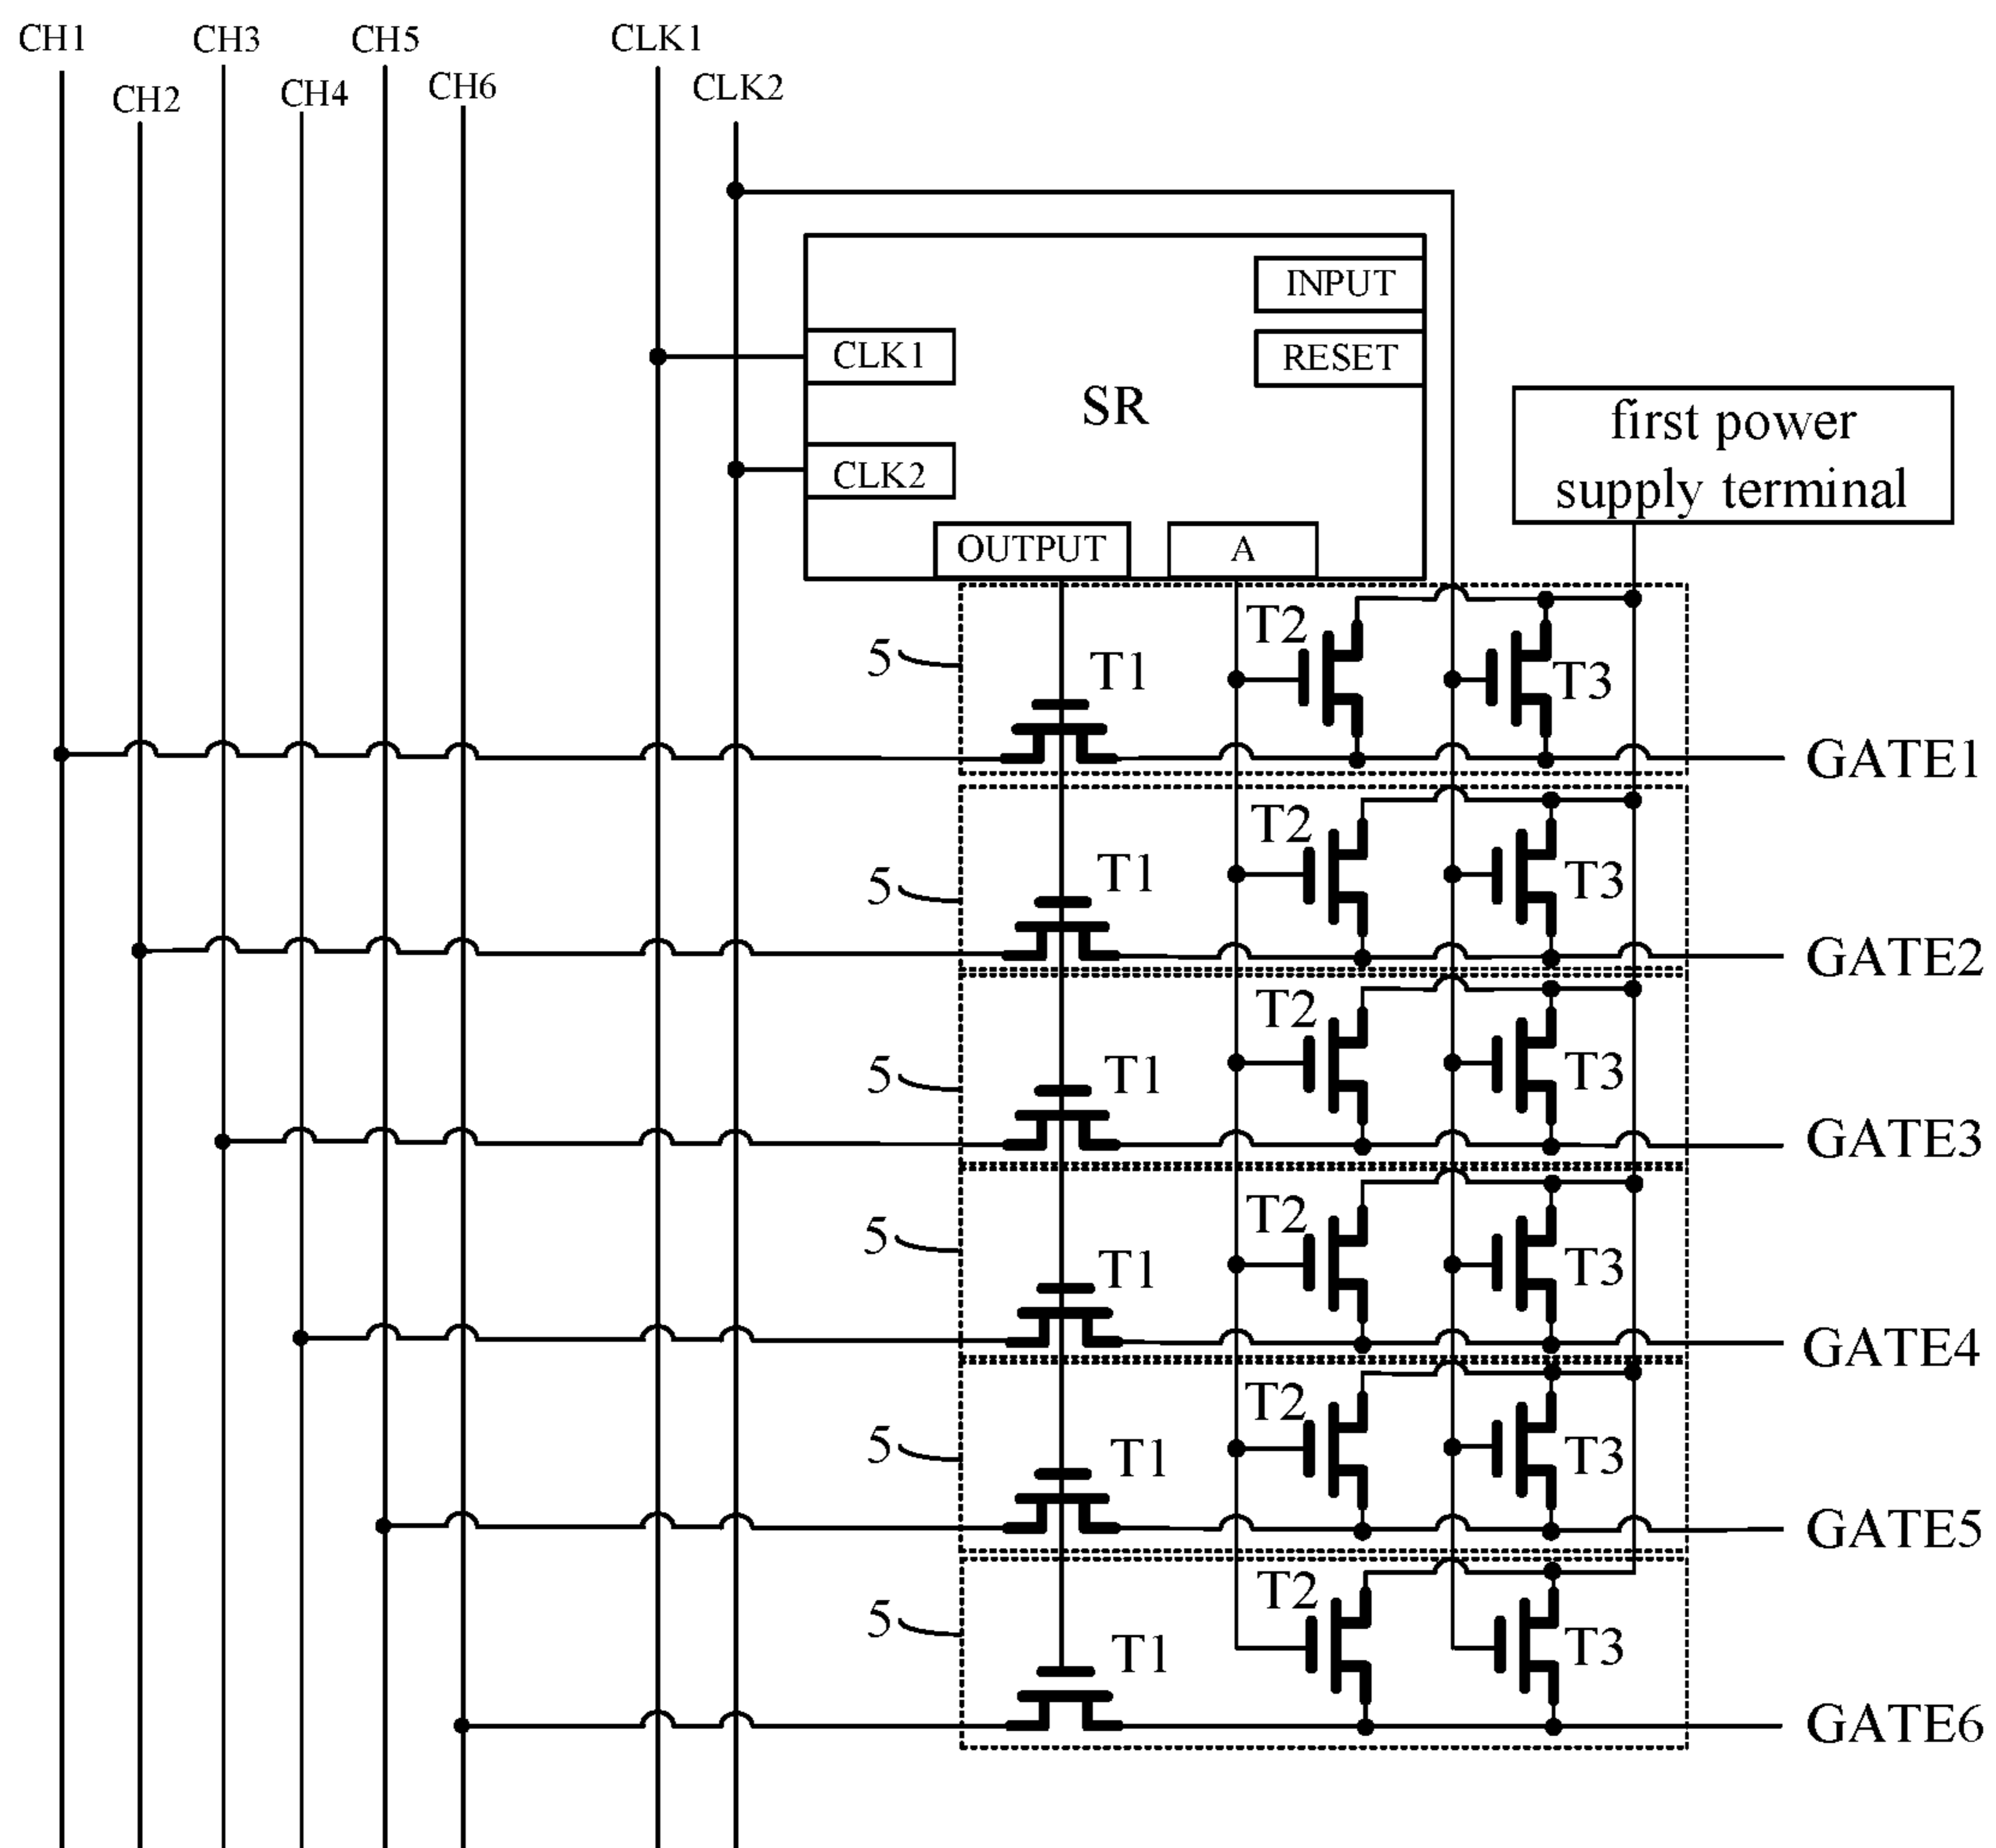 CH1
CH3
CH5
CLK1
CH2
CH4
CH6
CLK2
INPUT
CLK1
RESET
SR
first power
supply terminal
CLK2
OUTPUT
A
5
T1
T2
T3
GATE1
5
T1
T2
T3
GATE2
5
T1
T2
T3
GATE3
5
T1
T2
T3
GATE4
5
T1
T2
T3
GATE5
5
T1
T2
T3
GATE6